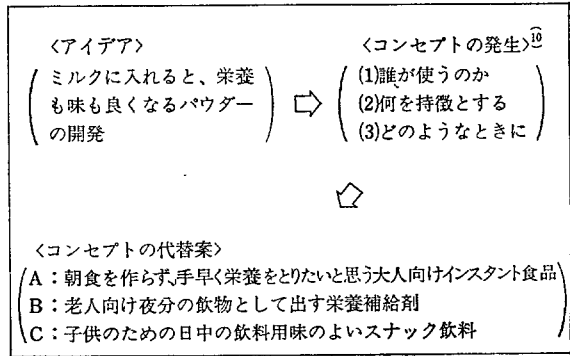 〈アイデア〉
ミルクに入れると、栄養
も味も良くなるパウダー
の開発
〈コンセプトの発生〉(10)
(1)誰が使うのか
(2)何を特徴とする
(3)どのようなときに
〈コンセプトの代替案〉
A：朝食を作らず、手早く栄養をとりたいと思う大人向けインスタント食品
B：老人向け夜分の飲物として出す栄養補給剤
C：子供のための日中の飲料用味のよいスナック飲料